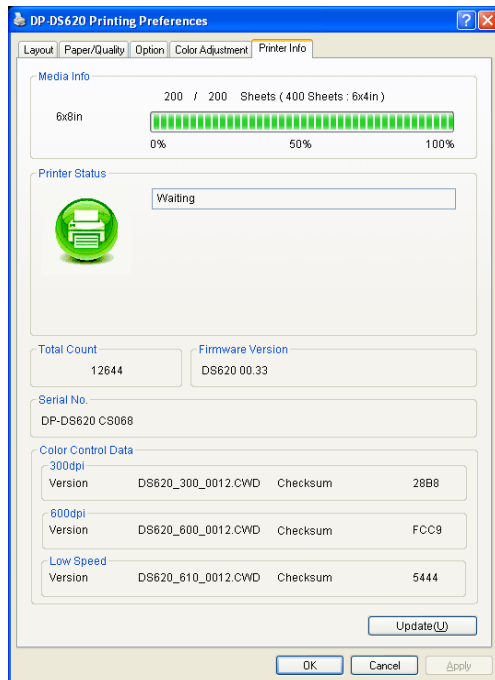 DP-DS620 Printing Preferences
Layout Paper/Quality Option Color Adjustment Printer Info
Media Info
200 / 200 Sheets ( 400 Sheets : 6x4in )
6x8in
0% 50% 100%
Printer Status
Waiting
Total Count
12644
Firmware Version
DS620 00.33
Serial No.
DP-DS620 CS068
Color Control Data
300dpi
Version DS620_300_0012.CWD Checksum 28B8
600dpi
Version DS620_600_0012.CWD Checksum FCC9
Low Speed
Version DS620_610_0012.CWD Checksum 5444
Update(U)
OK Cancel Apply